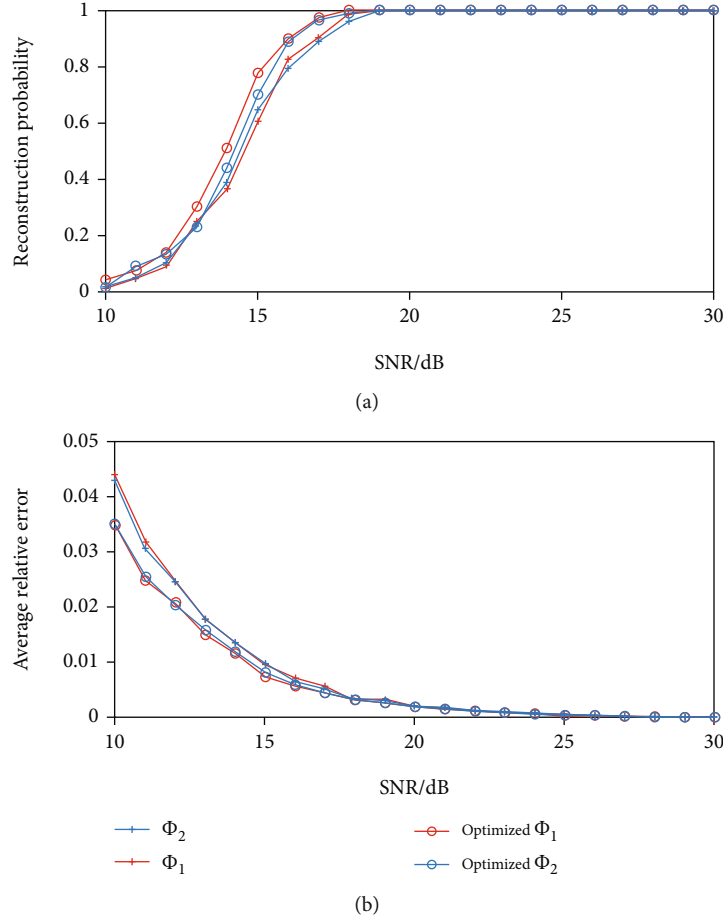 1
0.8
0.6
0.4
0.2
0
Reconstruction probability
10 15 20 25 30
SNR/dB
(a)
0.05
0.04
0.03
0.02
0.01
0
Average relative error
10 15 20 25 30
SNR/dB
Φ2 Optimized Φ1
Φ1 Optimized Φ2
(b)